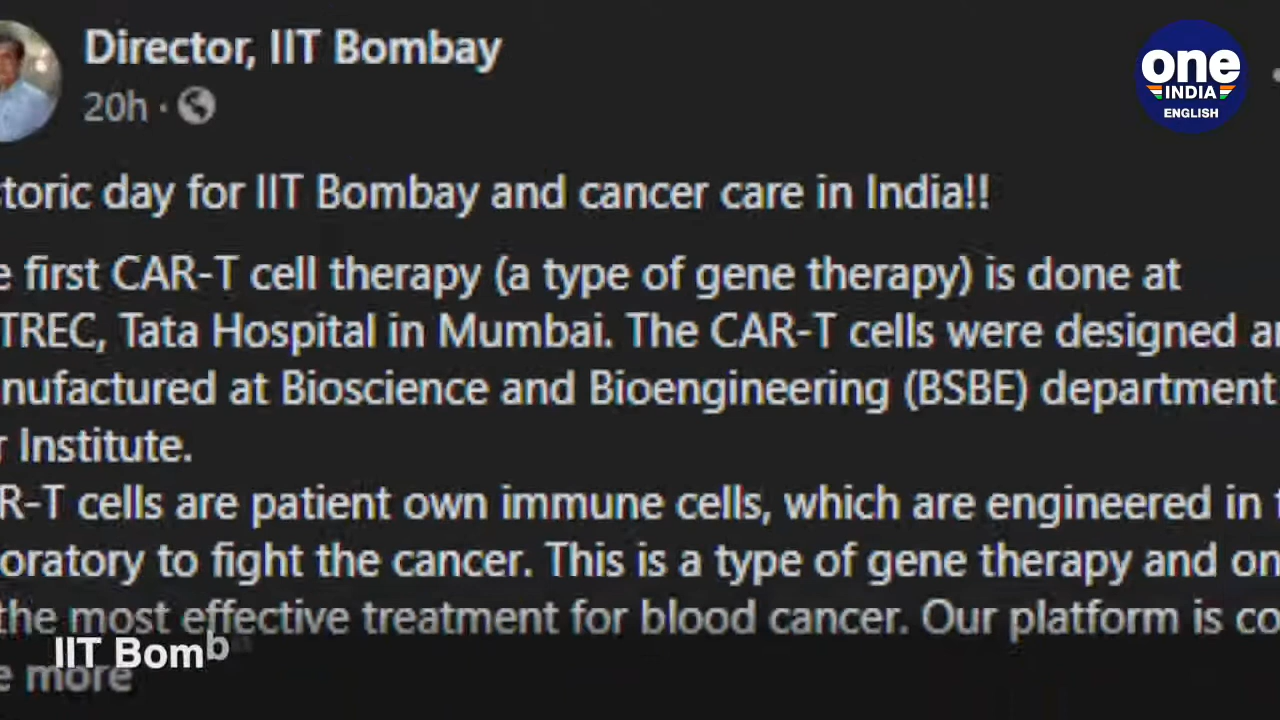 Director, IIT Bombay
20h ·
one
INDIA
ENGLISH
toric day for IIT Bombay and cancer care in India!!
e first CAR-T cell therapy (a type of gene therapy) is done at
TREC, Tata Hospital in Mumbai. The CAR-T cells were designed a
nufactured at Bioscience and Bioengineering (BSBE) department
r Institute.
R-T cells are patient own immune cells, which are engineered in t
oratory to fight the cancer. This is a type of gene therapy and on
the most effective treatment for blood cancer. Our platform is co
IIT Bomb
e more